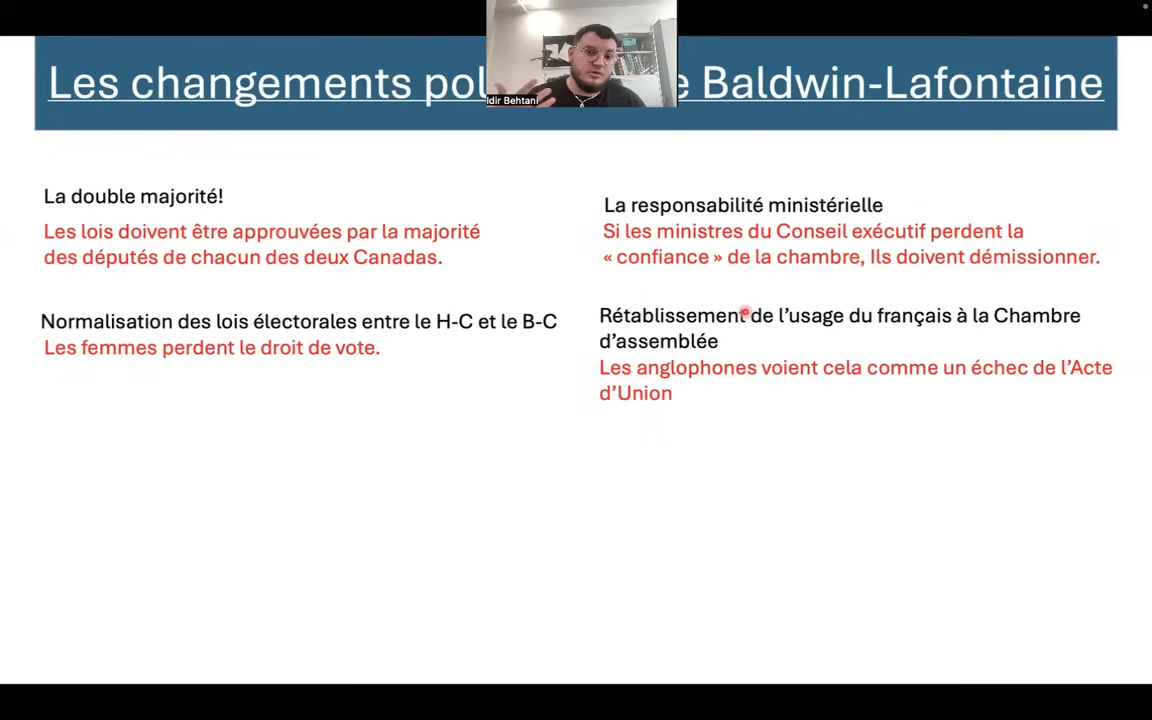 Les changements pol e Baldwin-Lafontaine
Idir Behtani
La double majorité!
Les lois doivent être approuvées par la majorité
des députés de chacun des deux Canadas.
Normalisation des lois électorales entre le H-C et le B-C
Les femmes perdent le droit de vote.
La responsabilité ministérielle
Si les ministres du Conseil exécutif perdent la
« confiance » de la chambre, Ils doivent démissionner.
Rétablissement de l’usage du français à la Chambre
d’assemblée
Les anglophones voient cela comme un échec de l’Acte
d’Union